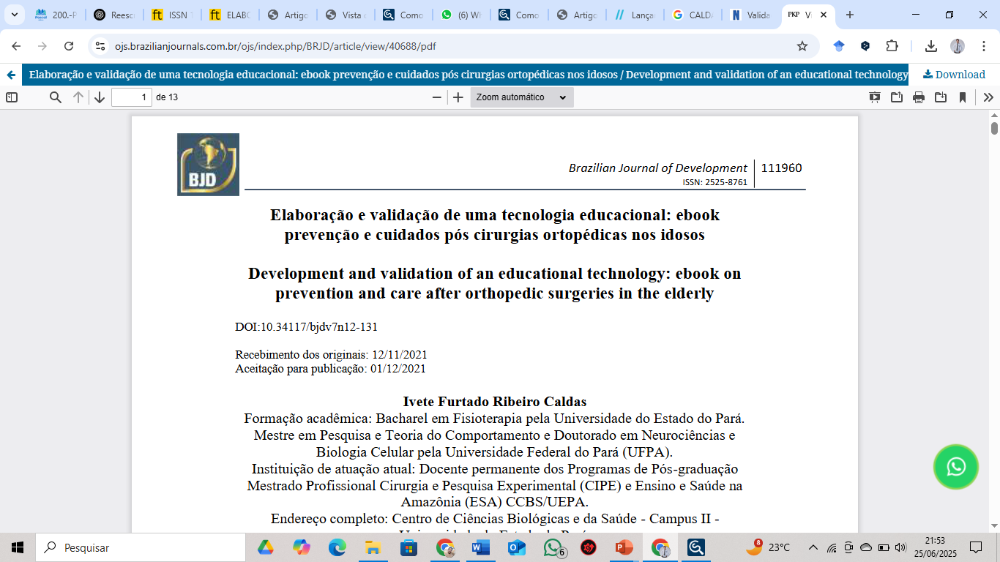 200.-P
Reesc
ISSN 1
ELABC
Artigo
Vista d
Como
(6) Wh
Como
Artigo
Lança
CALDA
Valida
PKP Vi
ojs.brazilianjournals.com.br/ojs/index.php/BRJD/article/view/40688/pdf
Elaboração e validação de uma tecnologia educacional: ebook prevenção e cuidados pós cirurgias ortopédicas nos idosos / Development and validation of an educational technology
Download
1 de 13
Zoom automático
BJD
Brazilian Journal of Development 111960
ISSN: 2525-8761
Elaboração e validação de uma tecnologia educacional: ebook
prevenção e cuidados pós cirurgias ortopédicas nos idosos
Development and validation of an educational technology: ebook on
prevention and care after orthopedic surgeries in the elderly
DOI:10.34117/bjdv7n12-131
Recebimento dos originais: 12/11/2021
Aceitação para publicação: 01/12/2021
Ivete Furtado Ribeiro Caldas
Formação acadêmica: Bacharel em Fisioterapia pela Universidade do Estado do Pará.
Mestre em Pesquisa e Teoria do Comportamento e Doutorado em Neurociências e
Biologia Celular pela Universidade Federal do Pará (UFPA).
Instituição de atuação atual: Docente permanente dos Programas de Pós-graduação
Mestrado Profissional Cirurgia e Pesquisa Experimental (CIPE) e Ensino e Saúde na
Amazônia (ESA) CCBS/UEPA.
Endereço completo: Centro de Ciências Biológicas e da Saúde - Campus II -
Pesquisar
6
8
23°C
21:53
25/06/2025